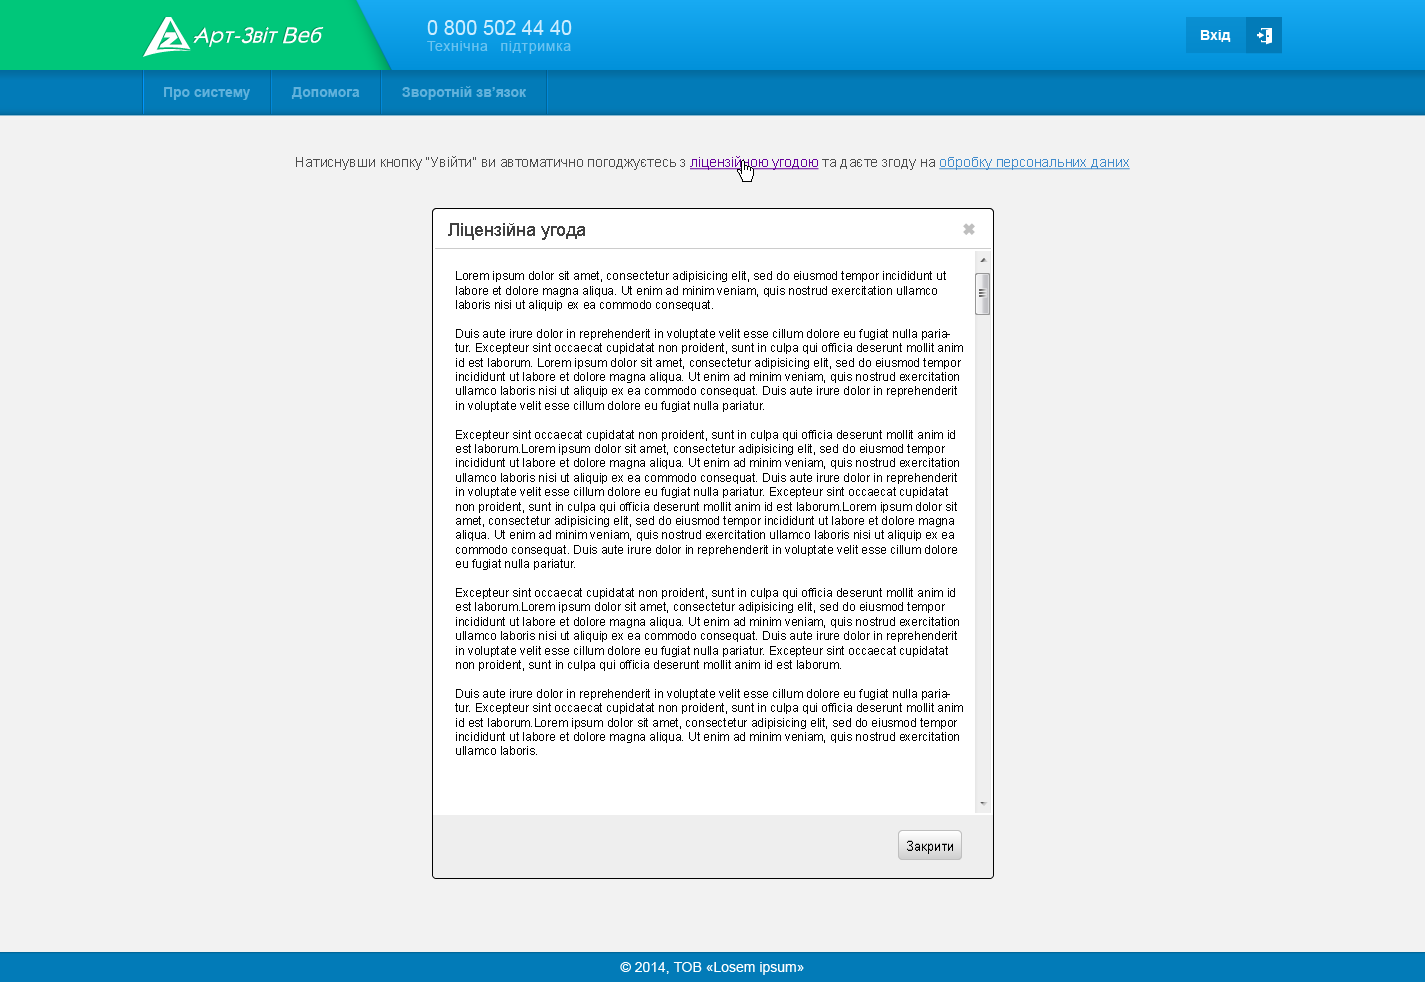 Арт-Звіт Веб
0 800 502 44 40
Технічна підтримка
Вхід
Про систему
Допомога
Зворотній зв'язок
Натиснувши кнопку "Увійти" ви автоматично погоджуєтесь з ліцензійною угодою та даєте згоду на обробку персональних даних
Ліцензійна угода
Lorem ipsum dolor sit amet, consectetur adipisicing elit, sed do eiusmod tempor incididunt ut
labore et dolore magna aliqua. Ut enim ad minim veniam, quis nostrud exercitation ullamco
laboris nisi ut aliquip ex ea commodo consequat.
Duis aute irure dolor in reprehenderit in voluptate velit esse cillum dolore eu fugiat nulla paria-
tur. Excepteur sint occaecat cupidatat non proident, sunt in culpa qui officia deserunt mollit anim
id est laborum. Lorem ipsum dolor sit amet, consectetur adipisicing elit, sed do eiusmod tempor
incididunt ut labore et dolore magna aliqua. Ut enim ad minim veniam, quis nostrud exercitation
ullamco laboris nisi ut aliquip ex ea commodo consequat. Duis aute irure dolor in reprehenderit
in voluptate velit esse cillum dolore eu fugiat nulla pariatur.
Excepteur sint occaecat cupidatat non proident, sunt in culpa qui officia deserunt mollit anim id
est laborum.Lorem ipsum dolor sit amet, consectetur adipisicing elit, sed do eiusmod tempor
incididunt ut labore et dolore magna aliqua. Ut enim ad minim veniam, quis nostrud exercitation
ullamco laboris nisi ut aliquip ex ea commodo consequat. Duis aute irure dolor in reprehenderit
in voluptate velit esse cillum dolore eu fugiat nulla pariatur. Excepteur sint occaecat cupidatat
non proident, sunt in culpa qui officia deserunt mollit anim id est laborum.Lorem ipsum dolor sit
amet, consectetur adipisicing elit, sed do eiusmod tempor incididunt ut labore et dolore magna
aliqua. Ut enim ad minim veniam, quis nostrud exercitation ullamco laboris nisi ut aliquip ex ea
commodo consequat. Duis aute irure dolor in reprehenderit in voluptate velit esse cillum dolore
eu fugiat nulla pariatur.
Excepteur sint occaecat cupidatat non proident, sunt in culpa qui officia deserunt mollit anim id
est laborum.Lorem ipsum dolor sit amet, consectetur adipisicing elit, sed do eiusmod tempor
incididunt ut labore et dolore magna aliqua. Ut enim ad minim veniam, quis nostrud exercitation
ullamco laboris nisi ut aliquip ex ea commodo consequat. Duis aute irure dolor in reprehenderit
in voluptate velit esse cillum dolore eu fugiat nulla pariatur. Excepteur sint occaecat cupidatat
non proident, sunt in culpa qui officia deserunt mollit anim id est laborum.
Duis aute irure dolor in reprehenderit in voluptate velit esse cillum dolore eu fugiat nulla paria-
tur. Excepteur sint occaecat cupidatat non proident, sunt in culpa qui officia deserunt mollit anim
id est laborum.Lorem ipsum dolor sit amet, consectetur adipisicing elit, sed do eiusmod tempor
incididunt ut labore et dolore magna aliqua. Ut enim ad minim veniam, quis nostrud exercitation
ullamco laboris.
Закрити
© 2014, ТОВ «Losem ipsum»